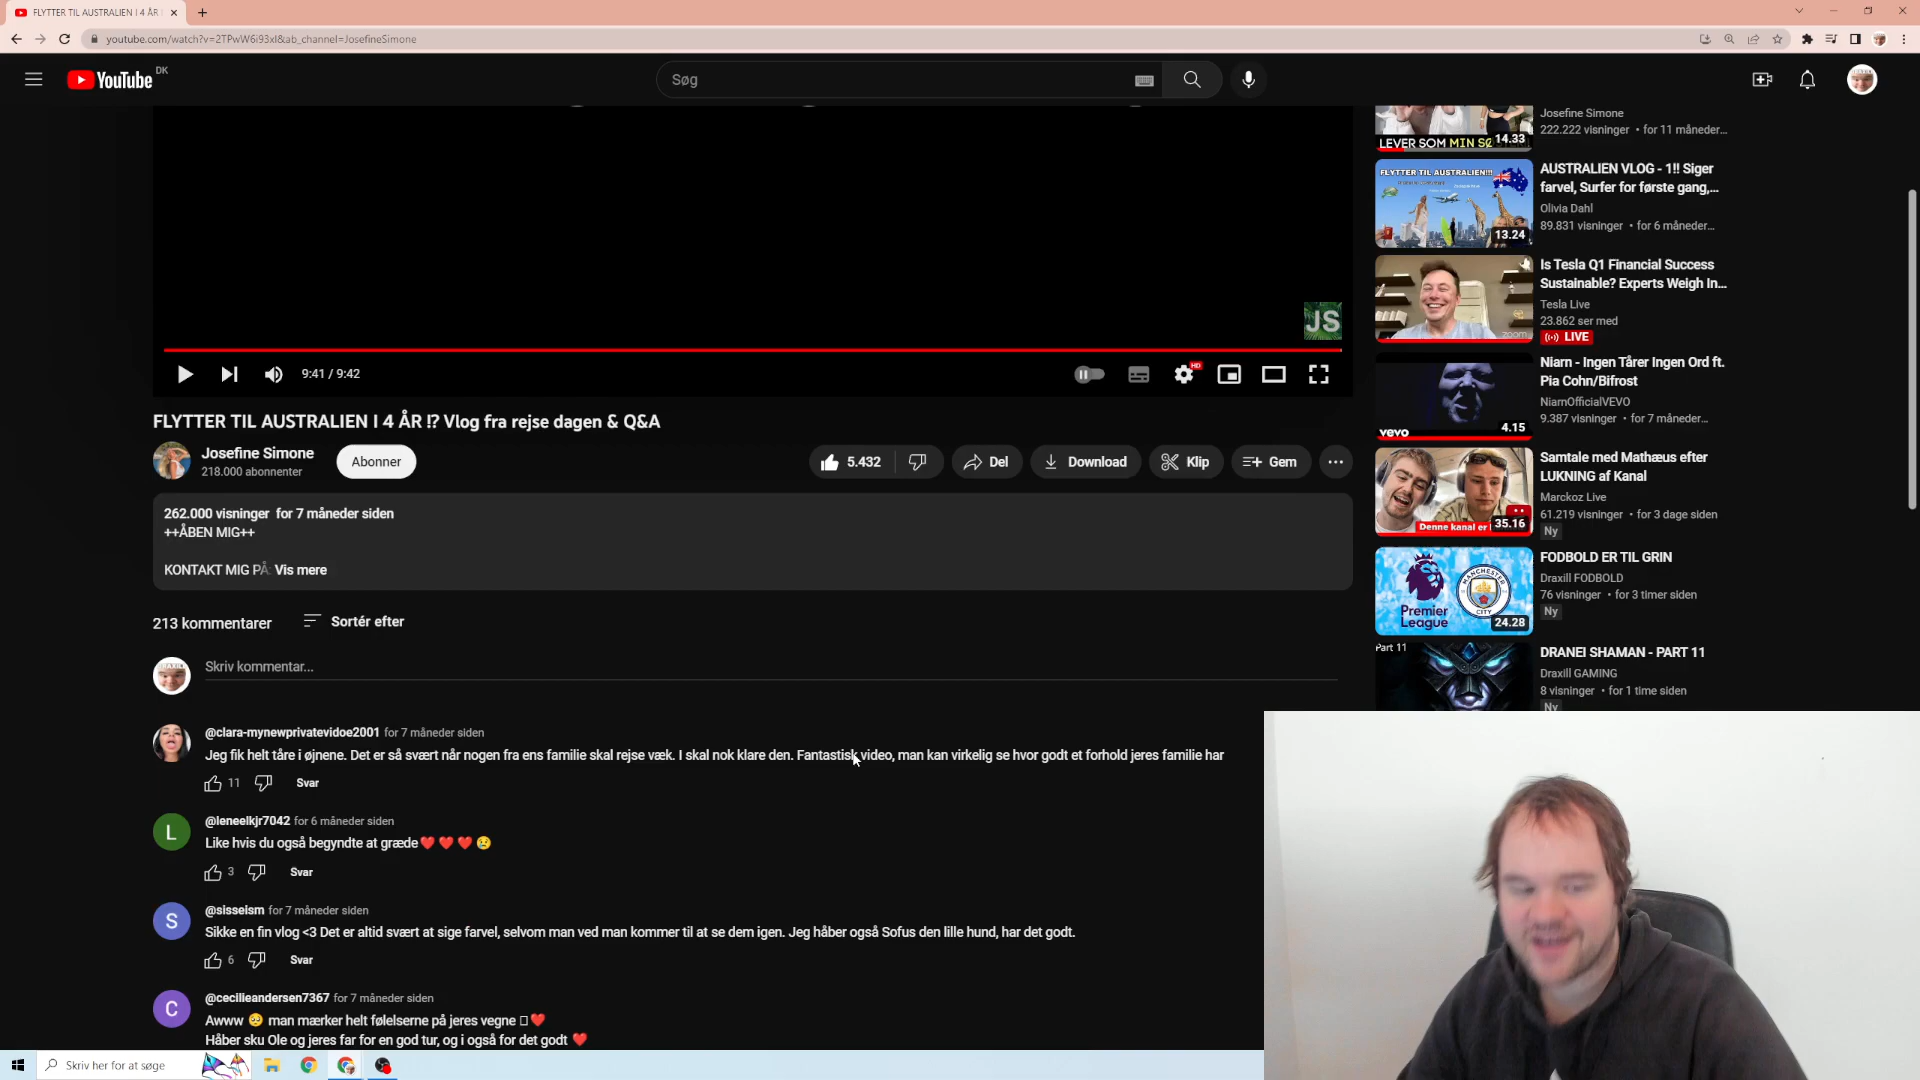 FLYTTER TIL AUSTRALIEN I 4 ÅR !
youtube.com/watch?v=2TPwW6i93xI&ab_channel=JosefineSimone
YouTube DK
Søg
JS
9:41 / 9:42
HD
FLYTTER TIL AUSTRALIEN I 4 ÅR !? Vlog fra rejse dagen & Q&A
Josefine Simone
218.000 abonnenter
Abonner
5.432
Del
Download
Klip
Gem
262.000 visninger for 7 måneder siden
++ÅBEN MIG++
KONTAKT MIG PÅ: Vis mere
213 kommentarer
Sortér efter
Skriv kommentar...
@clara-mynewprivatevidoe2001 for 7 måneder siden
Jeg fik helt tåre i øjnene. Det er så svært når nogen fra ens familie skal rejse væk. I skal nok klare den. Fantastisk video, man kan virkelig se hvor godt et forhold jeres familie har
11
Svar
L
@leneelkjr7042 for 6 måneder siden
Like hvis du også begyndte at græde❤️ ❤️ ❤️ 😢
3
Svar
S
@sisseism for 7 måneder siden
Sikke en fin vlog <3 Det er altid svært at sige farvel, selvom man ved man kommer til at se dem igen. Jeg håber også Sofus den lille hund, har det godt.
6
Svar
C
@cecilieandersen7367 for 7 måneder siden
Awww 🥺 man mærker helt følelserne på jeres vegne ▯❤️
Håber sku Ole og jeres far for en god tur, og i også for det godt ❤️
LEVER SOM MIN
14.33
Josefine Simone
222.222 visninger • for 11 måneder...
FLYTTER TIL AUSTRALIEN!!!
13.24
AUSTRALIEN VLOG - 1!! Siger
farvel, Surfer for første gang,...
Olivia Dahl
89.831 visninger • for 6 måneder...
zoom
Is Tesla Q1 Financial Success
Sustainable? Experts Weigh In...
Tesla Live
23.862 ser med
LIVE
vevo
4.15
Niarn - Ingen Tårer Ingen Ord ft.
Pia Cohn/Bifrost
NiarnOfficialVEVO
9.387 visninger • for 7 måneder...
Denne kanal er
35.16
Samtale med Mathæus efter
LUKNING af Kanal
Marckoz Live
61.219 visninger • for 3 dage siden
Ny
Premier
League
MANCHESTER
CITY
24.28
FODBOLD ER TIL GRIN
Draxill FODBOLD
76 visninger • for 3 timer siden
Ny
Part 11
DRANEI SHAMAN - PART 11
Draxill GAMING
8 visninger • for 1 time siden
Ny
Skriv her for at søge